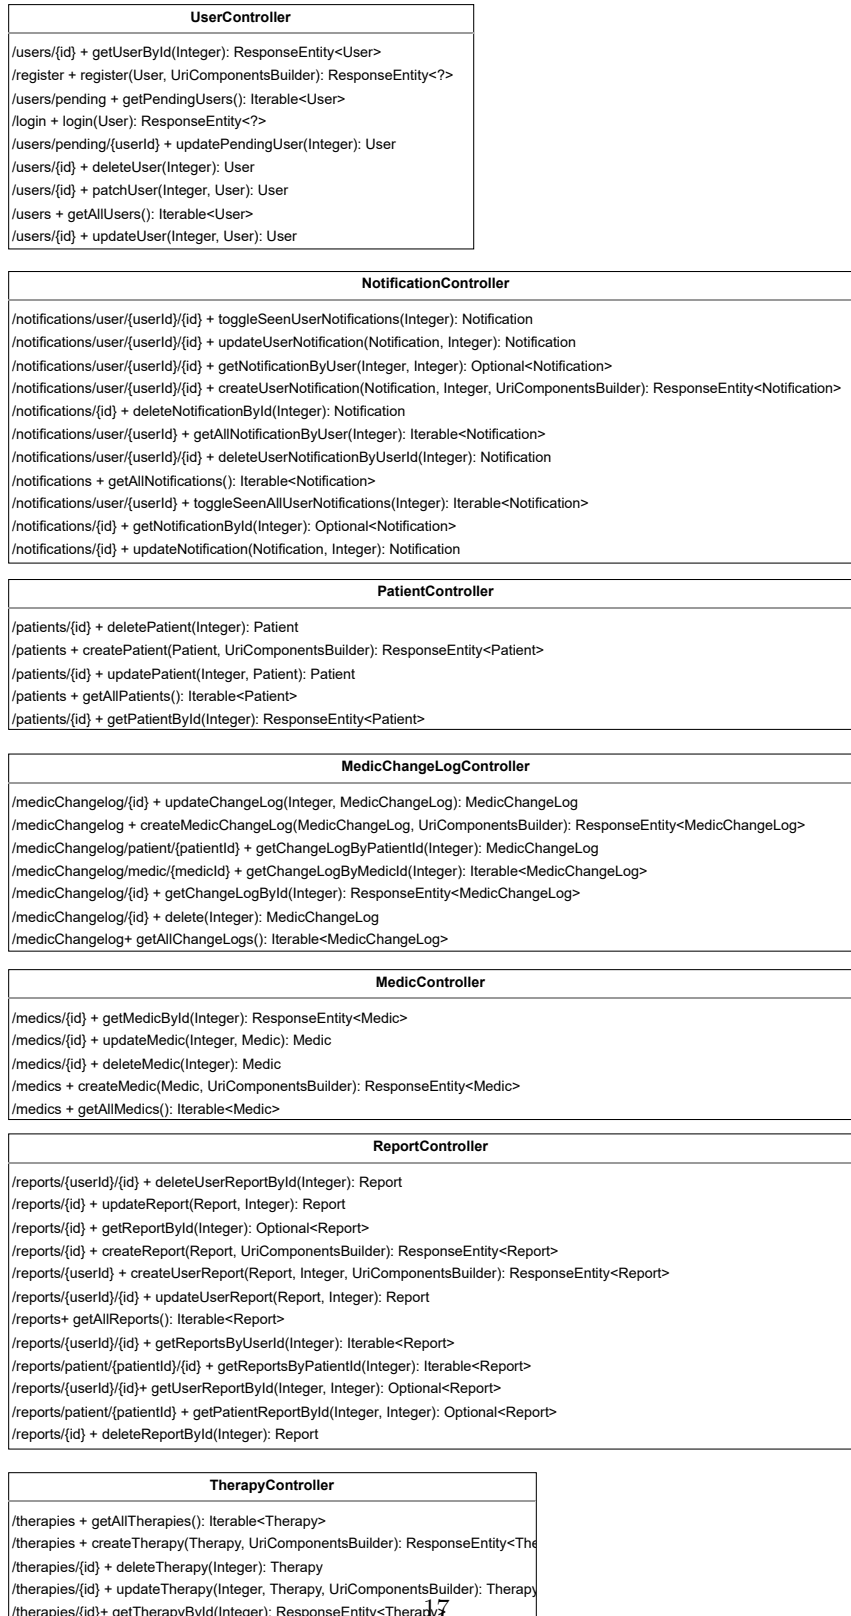 UserController
/users/{id} + getUserById(Integer): ResponseEntity<User>
/register + register(User, UriComponentsBuilder): ResponseEntity<?>
/users/pending + getPendingUsers(): Iterable<User>
/login + login(User): ResponseEntity<?>
/users/pending/{userId} + updatePendingUser(Integer): User
/users/{id} + deleteUser(Integer): User
/users/{id} + patchUser(Integer, User): User
/users + getAllUsers(): Iterable<User>
/users/{id} + updateUser(Integer, User): User
NotificationController
/notifications/user/{userId}/{id} + toggleSeenUserNotifications(Integer): Notification
/notifications/user/{userId}/{id} + updateUserNotification(Notification, Integer): Notification
/notifications/user/{userId}/{id} + getNotificationByUser(Integer, Integer): Optional<Notification>
/notifications/user/{userId}/{id} + createUserNotification(Notification, Integer, UriComponentsBuilder): ResponseEntity<Notification>
/notifications/{id} + deleteNotificationById(Integer): Notification
/notifications/user/{userId} + getAllNotificationByUser(Integer): Iterable<Notification>
/notifications/user/{userId}/{id} + deleteUserNotificationByUserId(Integer): Notification
/notifications + getAllNotifications(): Iterable<Notification>
/notifications/user/{userId} + toggleSeenAllUserNotifications(Integer): Iterable<Notification>
/notifications/{id} + getNotificationById(Integer): Optional<Notification>
/notifications/{id} + updateNotification(Notification, Integer): Notification
PatientController
/patients/{id} + deletePatient(Integer): Patient
/patients + createPatient(Patient, UriComponentsBuilder): ResponseEntity<Patient>
/patients/{id} + updatePatient(Integer, Patient): Patient
/patients + getAllPatients(): Iterable<Patient>
/patients/{id} + getPatientById(Integer): ResponseEntity<Patient>
MedicChangeLogController
/medicChangelog/{id} + updateChangeLog(Integer, MedicChangeLog): MedicChangeLog
/medicChangelog + createMedicChangeLog(MedicChangeLog, UriComponentsBuilder): ResponseEntity<MedicChangeLog>
/medicChangelog/patient/{patientId} + getChangeLogByPatientId(Integer): MedicChangeLog
/medicChangelog/medic/{medicId} + getChangeLogByMedicId(Integer): Iterable<MedicChangeLog>
/medicChangelog/{id} + getChangeLogById(Integer): ResponseEntity<MedicChangeLog>
/medicChangelog/{id} + delete(Integer): MedicChangeLog
/medicChangelog+ getAllChangeLogs(): Iterable<MedicChangeLog>
MedicController
/medics/{id} + getMedicById(Integer): ResponseEntity<Medic>
/medics/{id} + updateMedic(Integer, Medic): Medic
/medics/{id} + deleteMedic(Integer): Medic
/medics + createMedic(Medic, UriComponentsBuilder): ResponseEntity<Medic>
/medics + getAllMedics(): Iterable<Medic>
ReportController
/reports/{userId}/{id} + deleteUserReportById(Integer): Report
/reports/{id} + updateReport(Report, Integer): Report
/reports/{id} + getReportById(Integer): Optional<Report>
/reports/{id} + createReport(Report, UriComponentsBuilder): ResponseEntity<Report>
/reports/{userId} + createUserReport(Report, Integer, UriComponentsBuilder): ResponseEntity<Report>
/reports/{userId}/{id} + updateUserReport(Report, Integer): Report
/reports+ getAllReports(): Iterable<Report>
/reports/{userId}/{id} + getReportsByUserId(Integer): Iterable<Report>
/reports/patient/{patientId}/{id} + getReportsByPatientId(Integer): Iterable<Report>
/reports/{userId}/{id}+ getUserReportById(Integer, Integer): Optional<Report>
/reports/patient/{patientId} + getPatientReportById(Integer, Integer): Optional<Report>
/reports/{id} + deleteReportById(Integer): Report
TherapyController
/therapies + getAllTherapies(): Iterable<Therapy>
/therapies + createTherapy(Therapy, UriComponentsBuilder): ResponseEntity<The
/therapies/{id} + deleteTherapy(Integer): Therapy
/therapies/{id} + updateTherapy(Integer, Therapy, UriComponentsBuilder): Therapy
/therapies/{id}+ getTherapyById(Integer): ResponseEntity<Therapy>
17